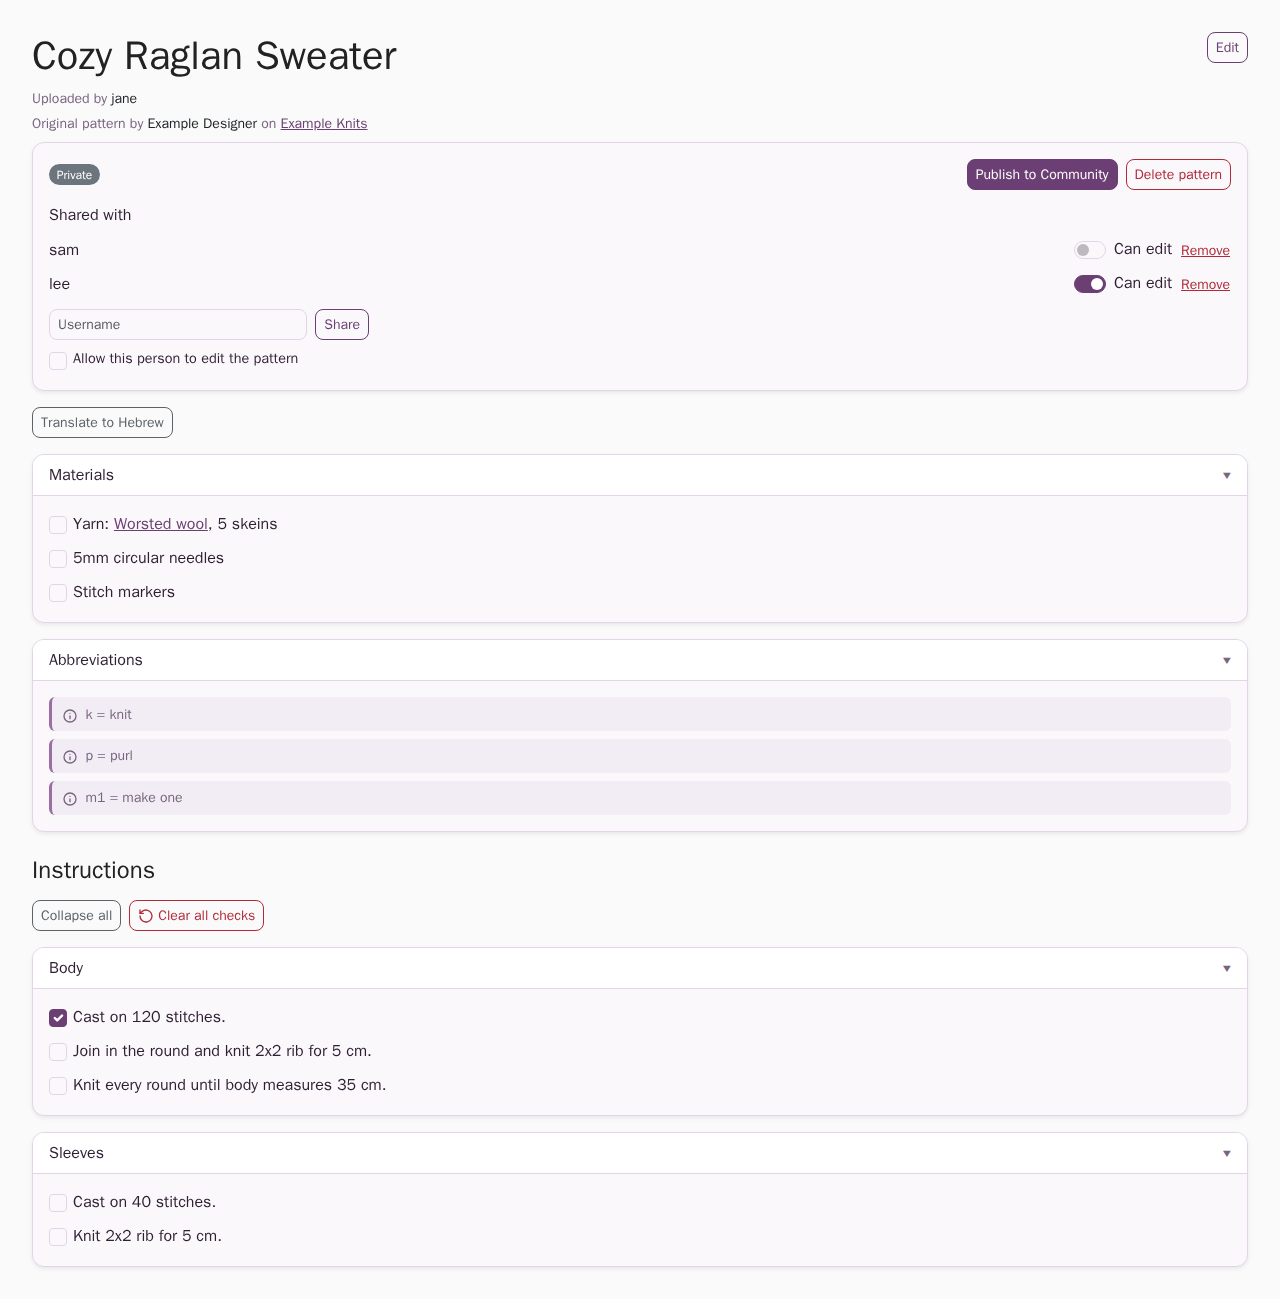 Cozy Raglan Sweater
Edit
Uploaded by jane
Original pattern by Example Designer on Example Knits
Private
Publish to Community
Delete pattern
Shared with
sam
Can edit
Remove
lee
Can edit
Remove
Username
Share
Allow this person to edit the pattern
Translate to Hebrew
Materials
Yarn: Worsted wool, 5 skeins
5mm circular needles
Stitch markers
Abbreviations
k = knit
p = purl
m1 = make one
Instructions
Collapse all
Clear all checks
Body
Cast on 120 stitches.
Join in the round and knit 2x2 rib for 5 cm.
Knit every round until body measures 35 cm.
Sleeves
Cast on 40 stitches.
Knit 2x2 rib for 5 cm.